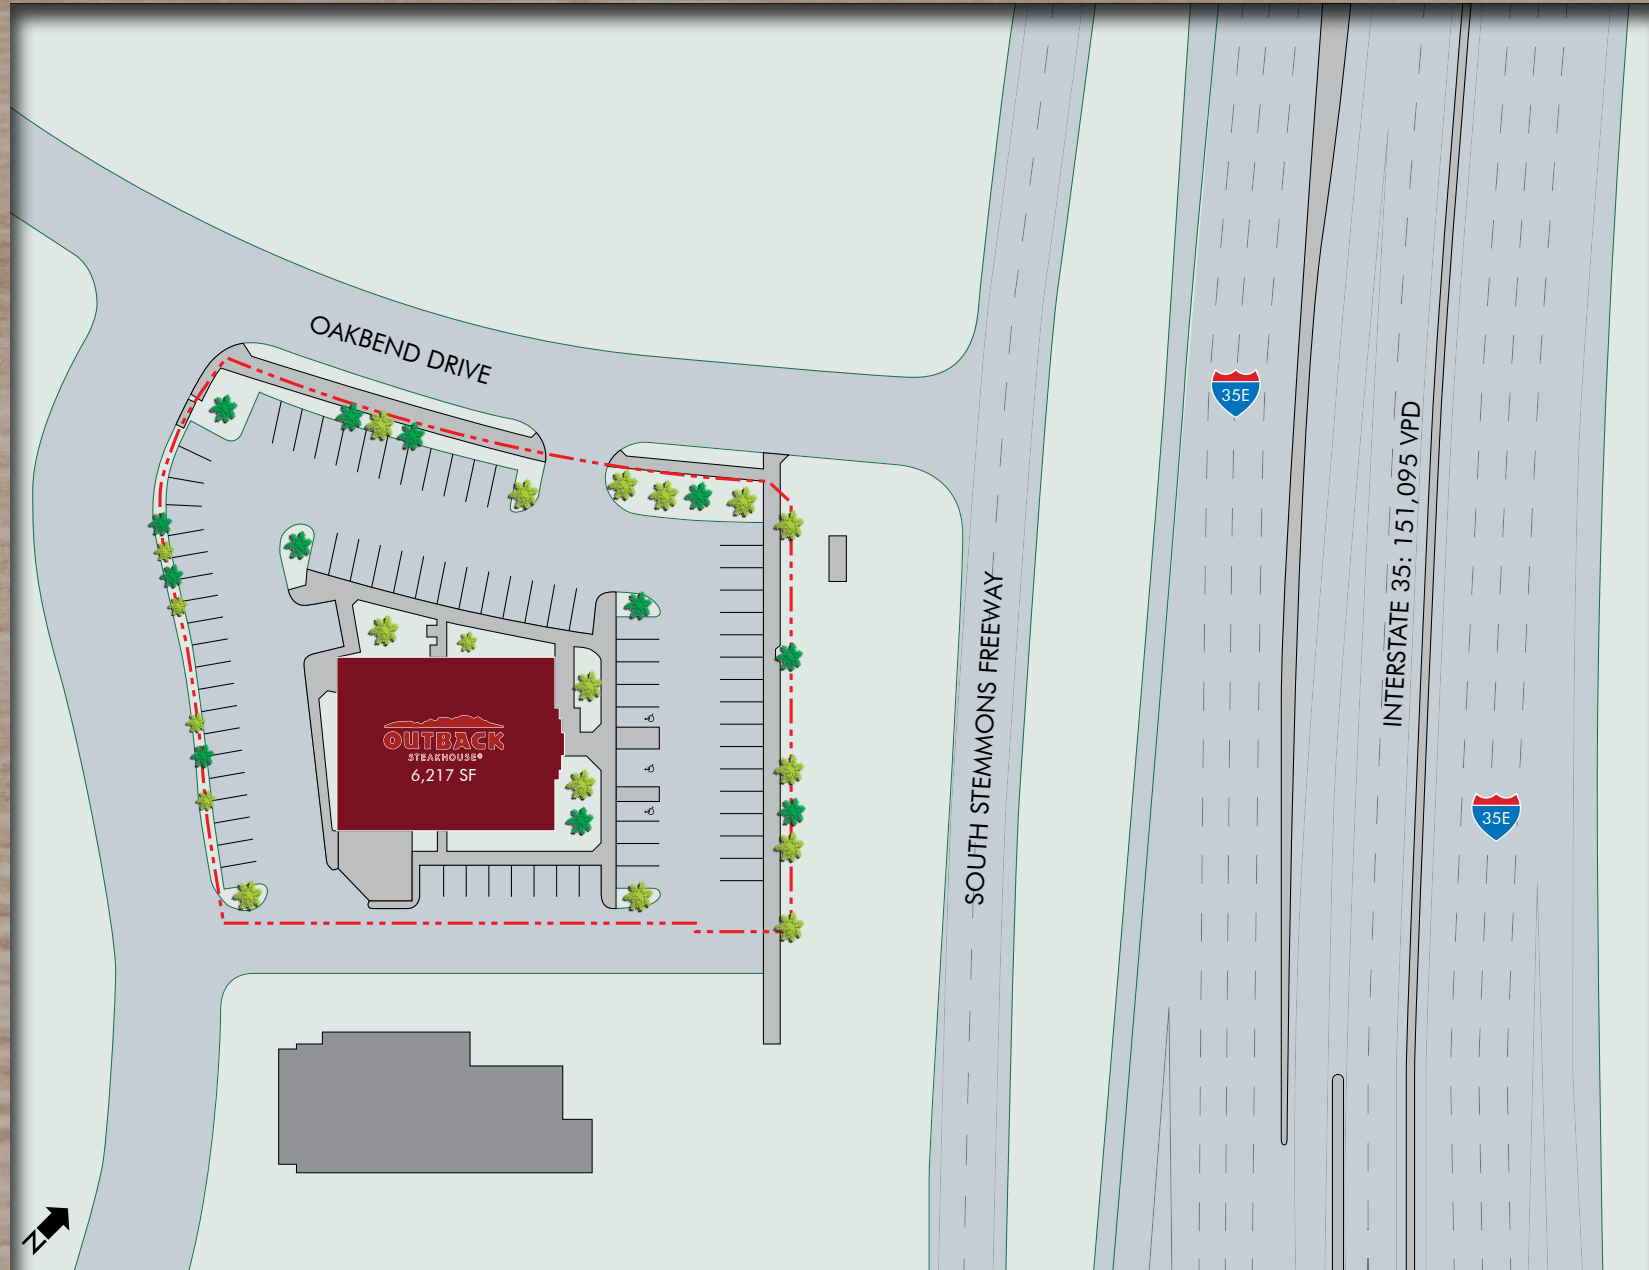 OAKBEND DRIVE
35E
INTERSTATE 35: 151,095 VPD
SOUTH STEMMONS FREEWAY
OUTBACK
STEAKHOUSE®
6,217 SF
35E
N